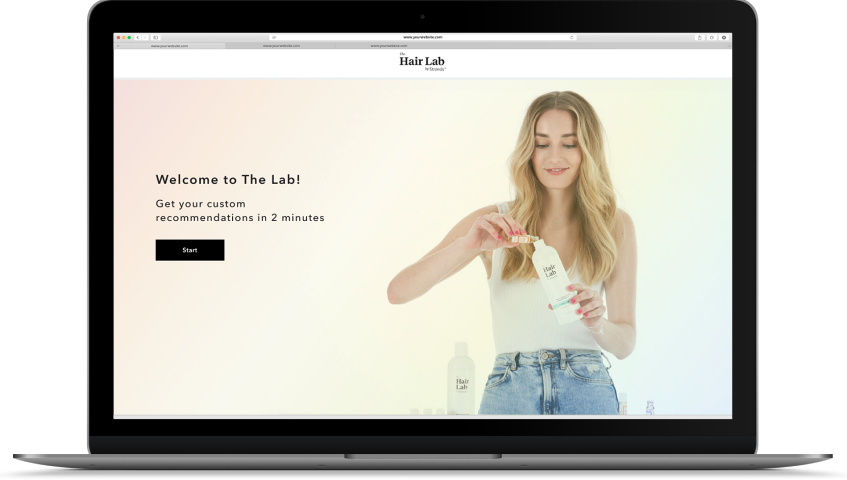 www.yourwebsite.com
www.yourwebsite.com
www.yourwebsite.com
www.yourwebsite.com
The
Hair Lab
by Strands
Welcome to The Lab!
Get your custom
recommendations in 2 minutes
Start
Hair
Lab
Hair
Lab